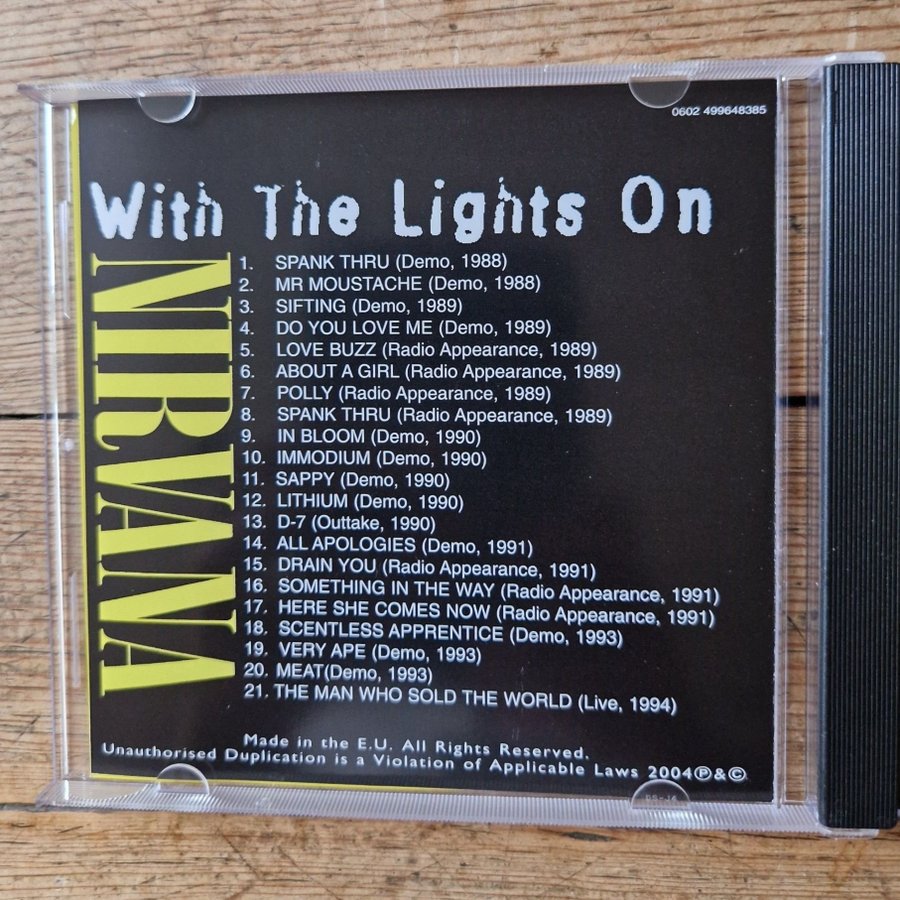 0602 499648385
With The Lights On
NIRVANA
1. SPANK THRU (Demo, 1988)
2. MR MOUSTACHE (Demo, 1988)
3. SIFTING (Demo, 1989)
4. DO YOU LOVE ME (Demo, 1989)
5. LOVE BUZZ (Radio Appearance, 1989)
6. ABOUT A GIRL (Radio Appearance, 1989)
7. POLLY (Radio Appearance, 1989)
8. SPANK THRU (Radio Appearance, 1989)
9. IN BLOOM (Demo, 1990)
10. IMMODIUM (Demo, 1990)
11. SAPPY (Demo, 1990)
12. LITHIUM (Demo, 1990)
13. D-7 (Outtake, 1990)
14. ALL APOLOGIES (Demo, 1991)
15. DRAIN YOU (Radio Appearance, 1991)
16. SOMETHING IN THE WAY (Radio Appearance, 1991)
17. HERE SHE COMES NOW (Radio Appearance, 1991)
18. SCENTLESS APPRENTICE (Demo, 1993)
19. VERY APE (Demo, 1993)
20. MEAT(Demo, 1993)
21. THE MAN WHO SOLD THE WORLD (Live, 1994)
Made in the E.U. All Rights Reserved.
Unauthorised Duplication is a Violation of Applicable Laws 2004℗&©